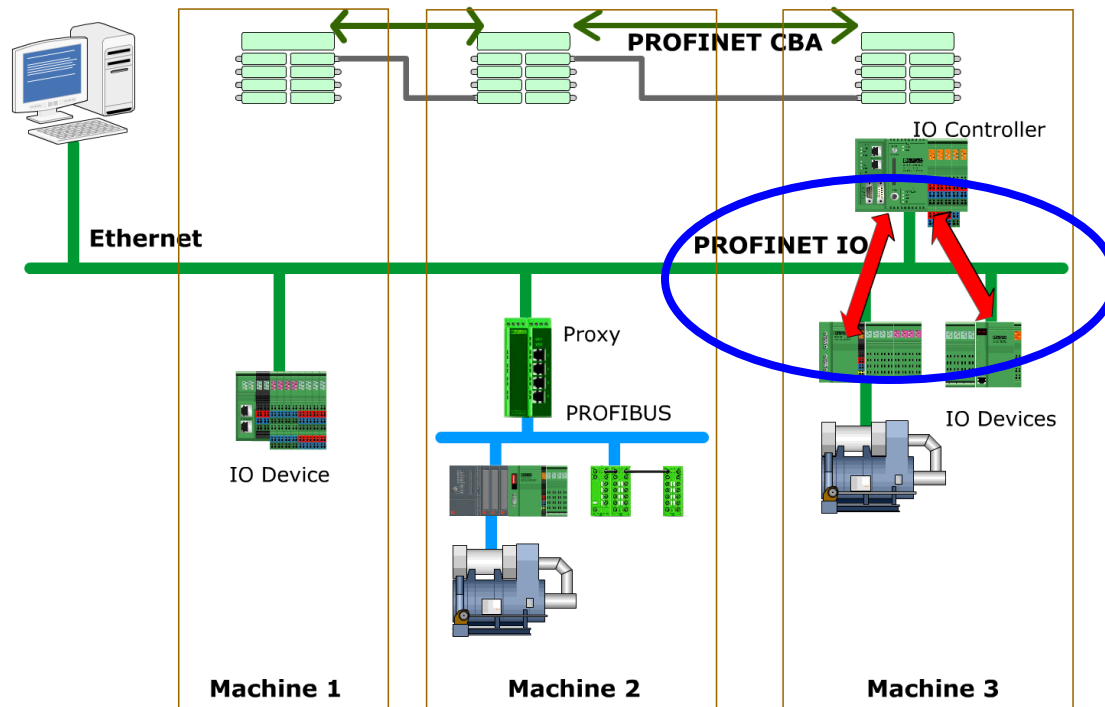 PROFINET CBA
IO Controller
Ethernet
PROFINET IO
Proxy
PROFIBUS
IO Device
IO Devices
Machine 1
Machine 2
Machine 3